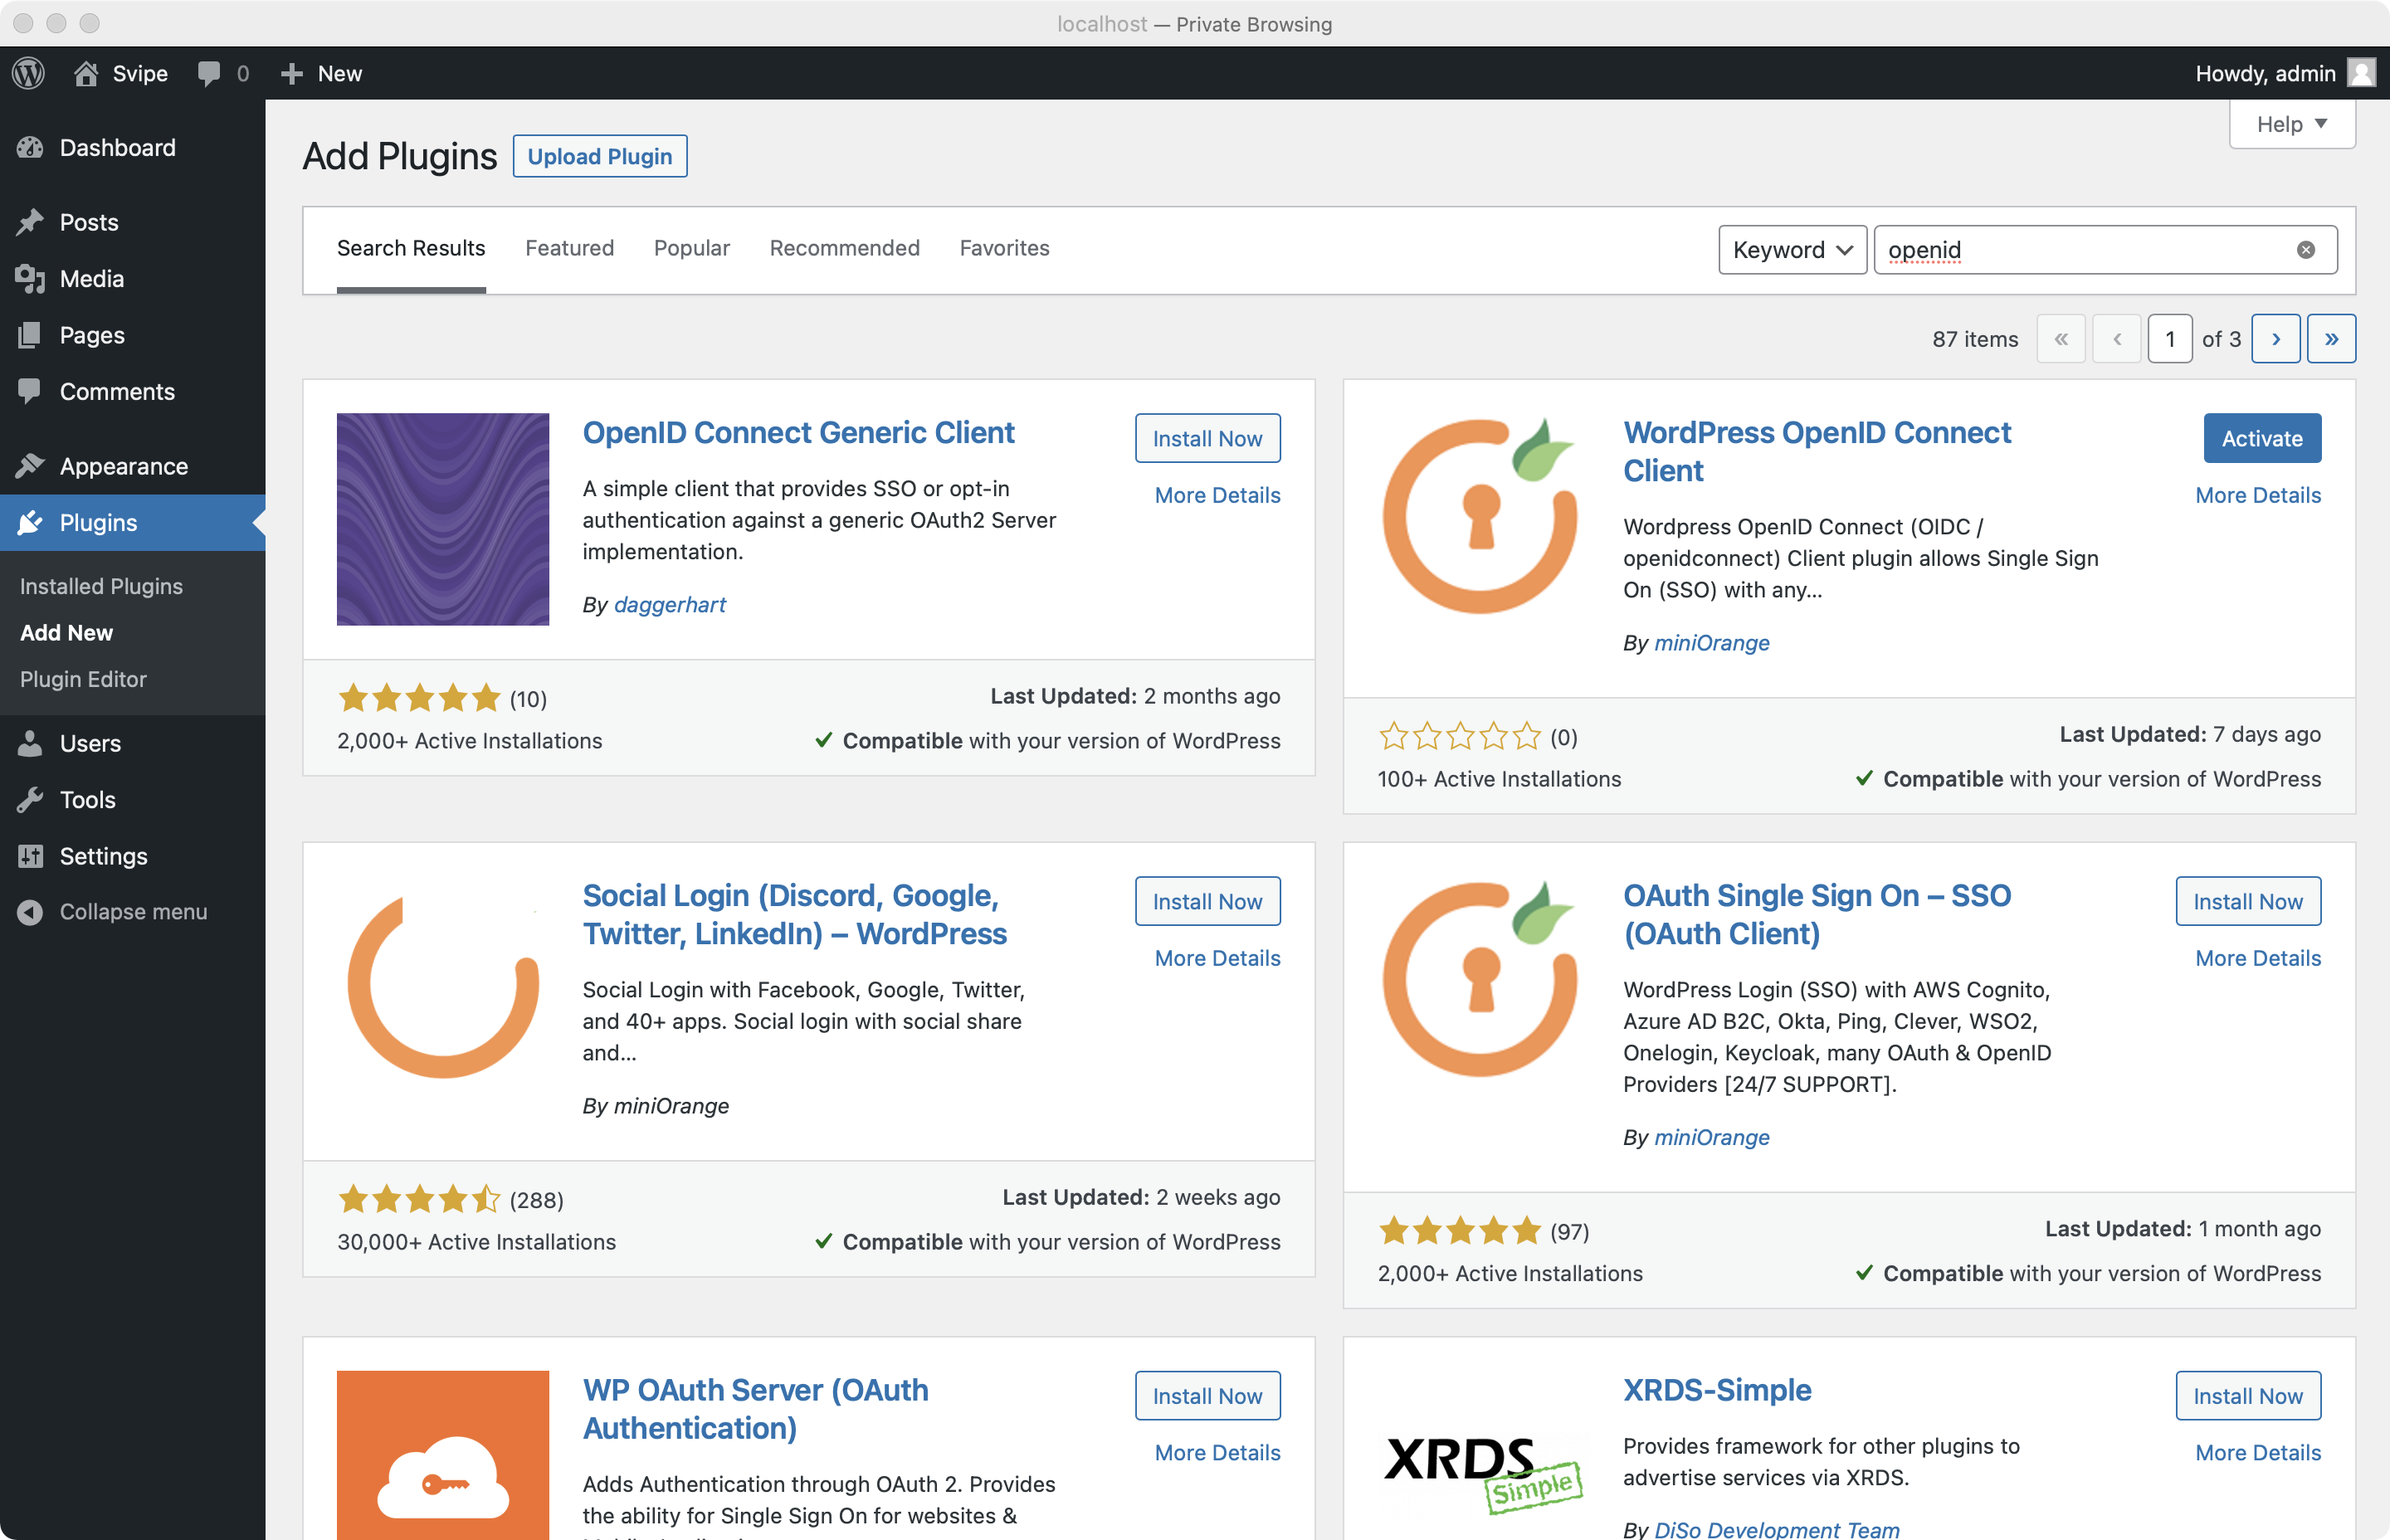 localhost — Private Browsing
Svipe
0
New
Howdy, admin
Dashboard
Posts
Media
Pages
Comments
Appearance
Plugins
Installed Plugins
Add New
Plugin Editor
Users
Tools
Settings
Collapse menu
Help ▼
Add Plugins
Upload Plugin
Search Results
Featured
Popular
Recommended
Favorites
Keyword
openid
87 items « ‹ 1 of 3 › »
OpenID Connect Generic Client
Install Now
More Details
A simple client that provides SSO or opt-in
authentication against a generic OAuth2 Server
implementation.
By daggerhart
(10)
Last Updated: 2 months ago
2,000+ Active Installations
Compatible with your version of WordPress
WordPress OpenID Connect
Client
Activate
More Details
Wordpress OpenID Connect (OIDC /
openidconnect) Client plugin allows Single Sign
On (SSO) with any...
By miniOrange
(0)
Last Updated: 7 days ago
100+ Active Installations
Compatible with your version of WordPress
Social Login (Discord, Google,
Twitter, LinkedIn) – WordPress
Install Now
More Details
Social Login with Facebook, Google, Twitter,
and 40+ apps. Social login with social share
and...
By miniOrange
(288)
Last Updated: 2 weeks ago
30,000+ Active Installations
Compatible with your version of WordPress
OAuth Single Sign On – SSO
(OAuth Client)
Install Now
More Details
WordPress Login (SSO) with AWS Cognito,
Azure AD B2C, Okta, Ping, Clever, WSO2,
Onelogin, Keycloak, many OAuth & OpenID
Providers [24/7 SUPPORT].
By miniOrange
(97)
Last Updated: 1 month ago
2,000+ Active Installations
Compatible with your version of WordPress
WP OAuth Server (OAuth
Authentication)
Install Now
More Details
Adds Authentication through OAuth 2. Provides
the ability for Single Sign On for websites &
XRDS
Simple
XRDS-Simple
Install Now
More Details
Provides framework for other plugins to
advertise services via XRDS.
By DiSo Development Team